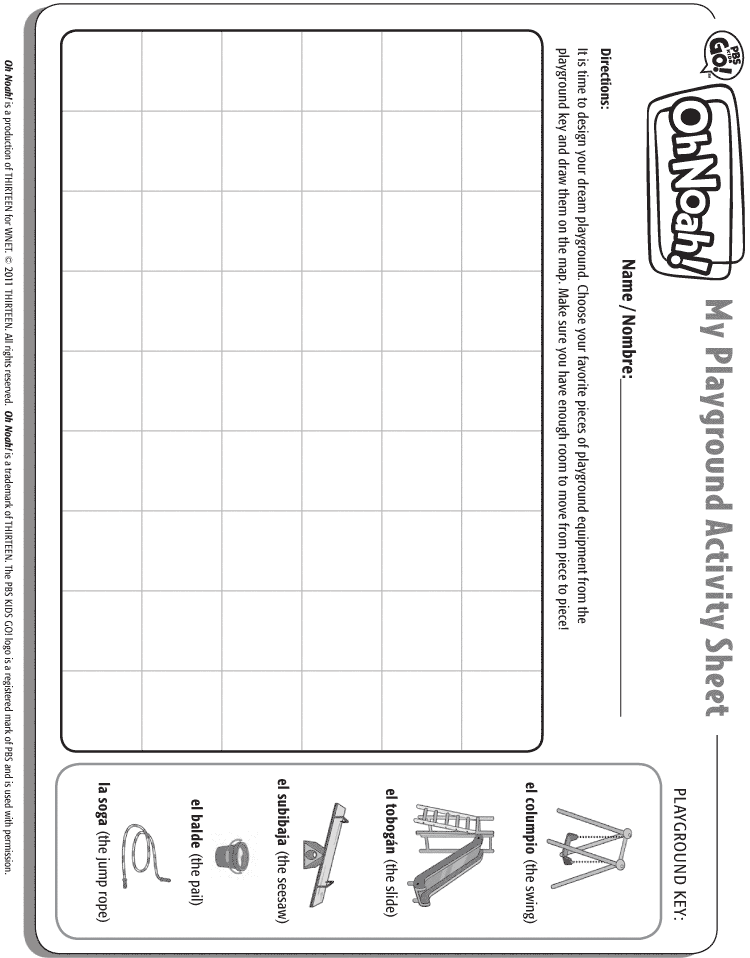 PBS
KIDS
GO!
Oh Noah!
My Playground Activity Sheet
Name / Nombre:
Directions:
It is time to design your dream playground. Choose your favorite pieces of playground equipment from the
playground key and draw them on the map. Make sure you have enough room to move from piece to piece!
PLAYGROUND KEY:
el columpio (the swing)
el tobogán (the slide)
el subibaja (the seesaw)
el balde (the pail)
la soga (the jump rope)
Oh Noah! is a production of THIRTEEN for WNET. © 2011 THIRTEEN. All rights reserved. Oh Noah! is a trademark of THIRTEEN. The PBS KIDS GO! logo is a registered mark of PBS and is used with permission.